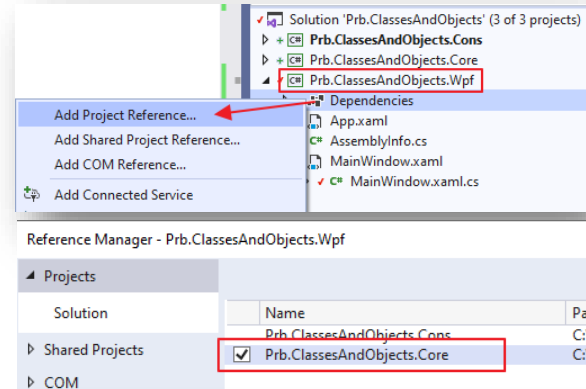 Solution 'Prb.ClassesAndObjects' (3 of 3 projects)
C# Prb.ClassesAndObjects.Cons
C# Prb.ClassesAndObjects.Core
C# Prb.ClassesAndObjects.Wpf
Dependencies
Add Project Reference...
App.xaml
Add Shared Project Reference...
C# AssemblyInfo.cs
Add COM Reference...
MainWindow.xaml
Add Connected Service
C# MainWindow.xaml.cs
Reference Manager - Prb.ClassesAndObjects.Wpf
Projects
Solution
Name
Shared Projects
Prb.ClassesAndObjects.Cons C:
Prb.ClassesAndObjects.Core C:
COM